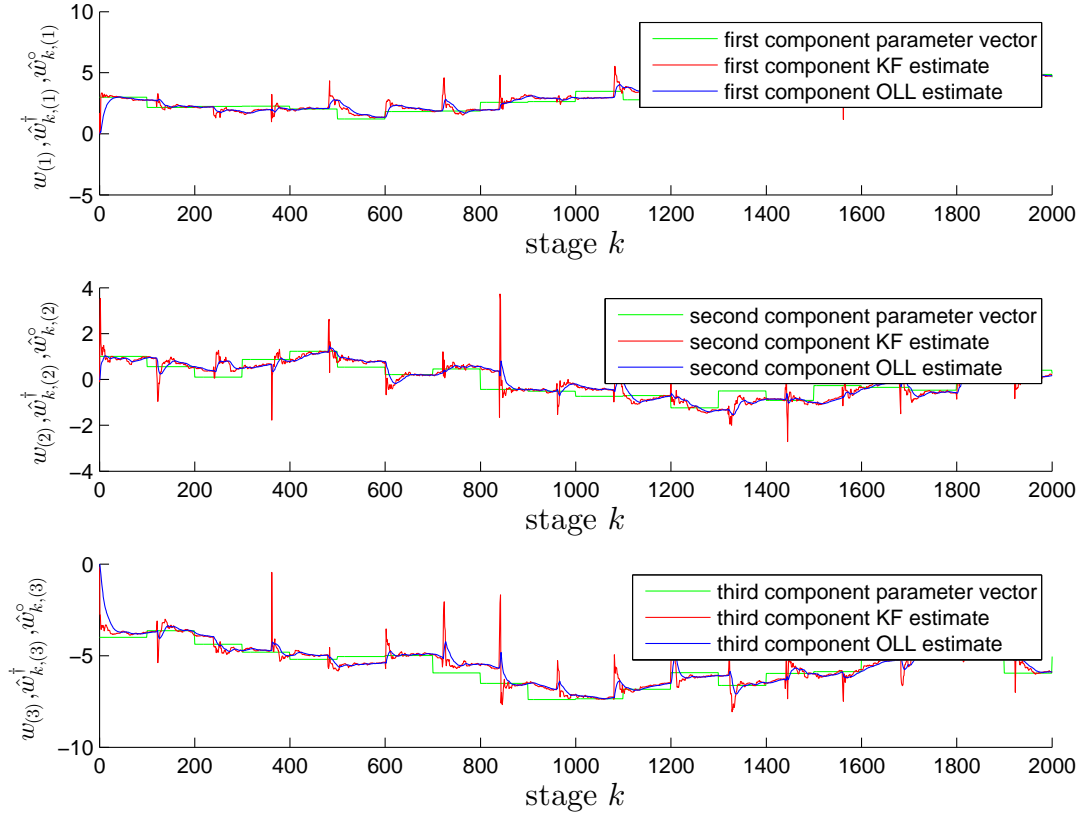 10
5
0
−5
w(1), ŵ†k,(1), ŵ°k,(1)
first component parameter vector
first component KF estimate
first component OLL estimate
0 200 400 600 800 1000 1200 1400 1600 1800 2000
stage k
4
2
0
−2
−4
w(2), ŵ†k,(2), ŵ°k,(2)
second component parameter vector
second component KF estimate
second component OLL estimate
0 200 400 600 800 1000 1200 1400 1600 1800 2000
stage k
0
−5
−10
w(3), ŵ†k,(3), ŵ°k,(3)
third component parameter vector
third component KF estimate
third component OLL estimate
0 200 400 600 800 1000 1200 1400 1600 1800 2000
stage k